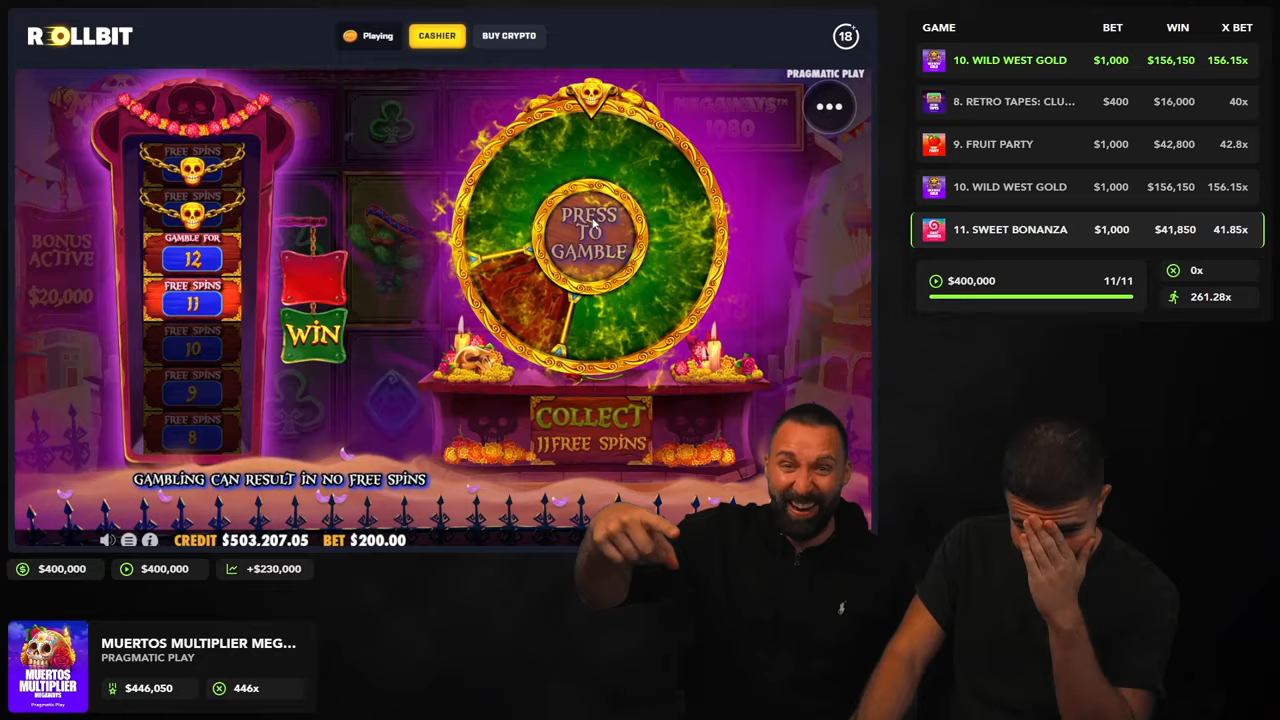 ROLLBIT
Playing
CASHIER
BUY CRYPTO
18+
PRAGMATIC PLAY
MEGAWAYS™
1080
BONUS
ACTIVE
$20,000
FREE SPINS
FREE SPINS
GAMBLE FOR
12
FREE SPINS
11
FREE SPINS
10
FREE SPINS
9
FREE SPINS
8
WIN
PRESS
TO
GAMBLE
COLLECT
11 FREE SPINS
GAMBLING CAN RESULT IN NO FREE SPINS
CREDIT $503,207.05 BET $200.00
$400,000
$400,000
+$230,000
MUERTOS
MULTIPLIER
MEGAWAYS
Pragmatic Play
MUERTOS MULTIPLIER MEG...
PRAGMATIC PLAY
$446,050
446x
GAME BET WIN X BET
10. WILD WEST GOLD $1,000 $156,150 156.15x
8. RETRO TAPES: CLU... $400 $16,000 40x
9. FRUIT PARTY $1,000 $42,800 42.8x
10. WILD WEST GOLD $1,000 $156,150 156.15x
11. SWEET BONANZA $1,000 $41,850 41.85x
$400,000 11/11
0x
261.28x